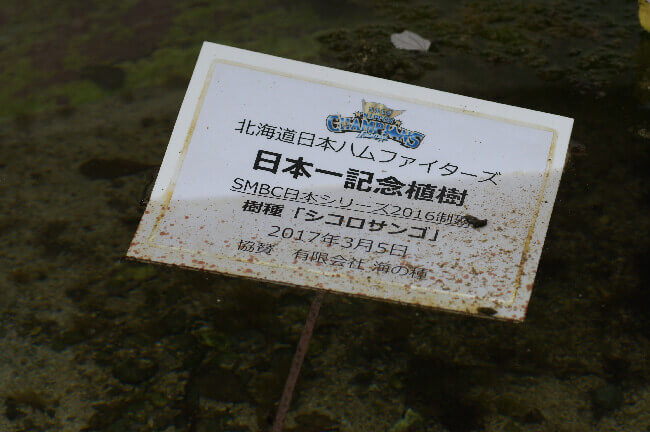 CHAMPIONS
北海道日本ハムファイターズ
日本一記念植樹
SMBC日本シリーズ2016制覇
樹種「シコロサンゴ」
2017年3月5日
協賛 有限会社 海の種